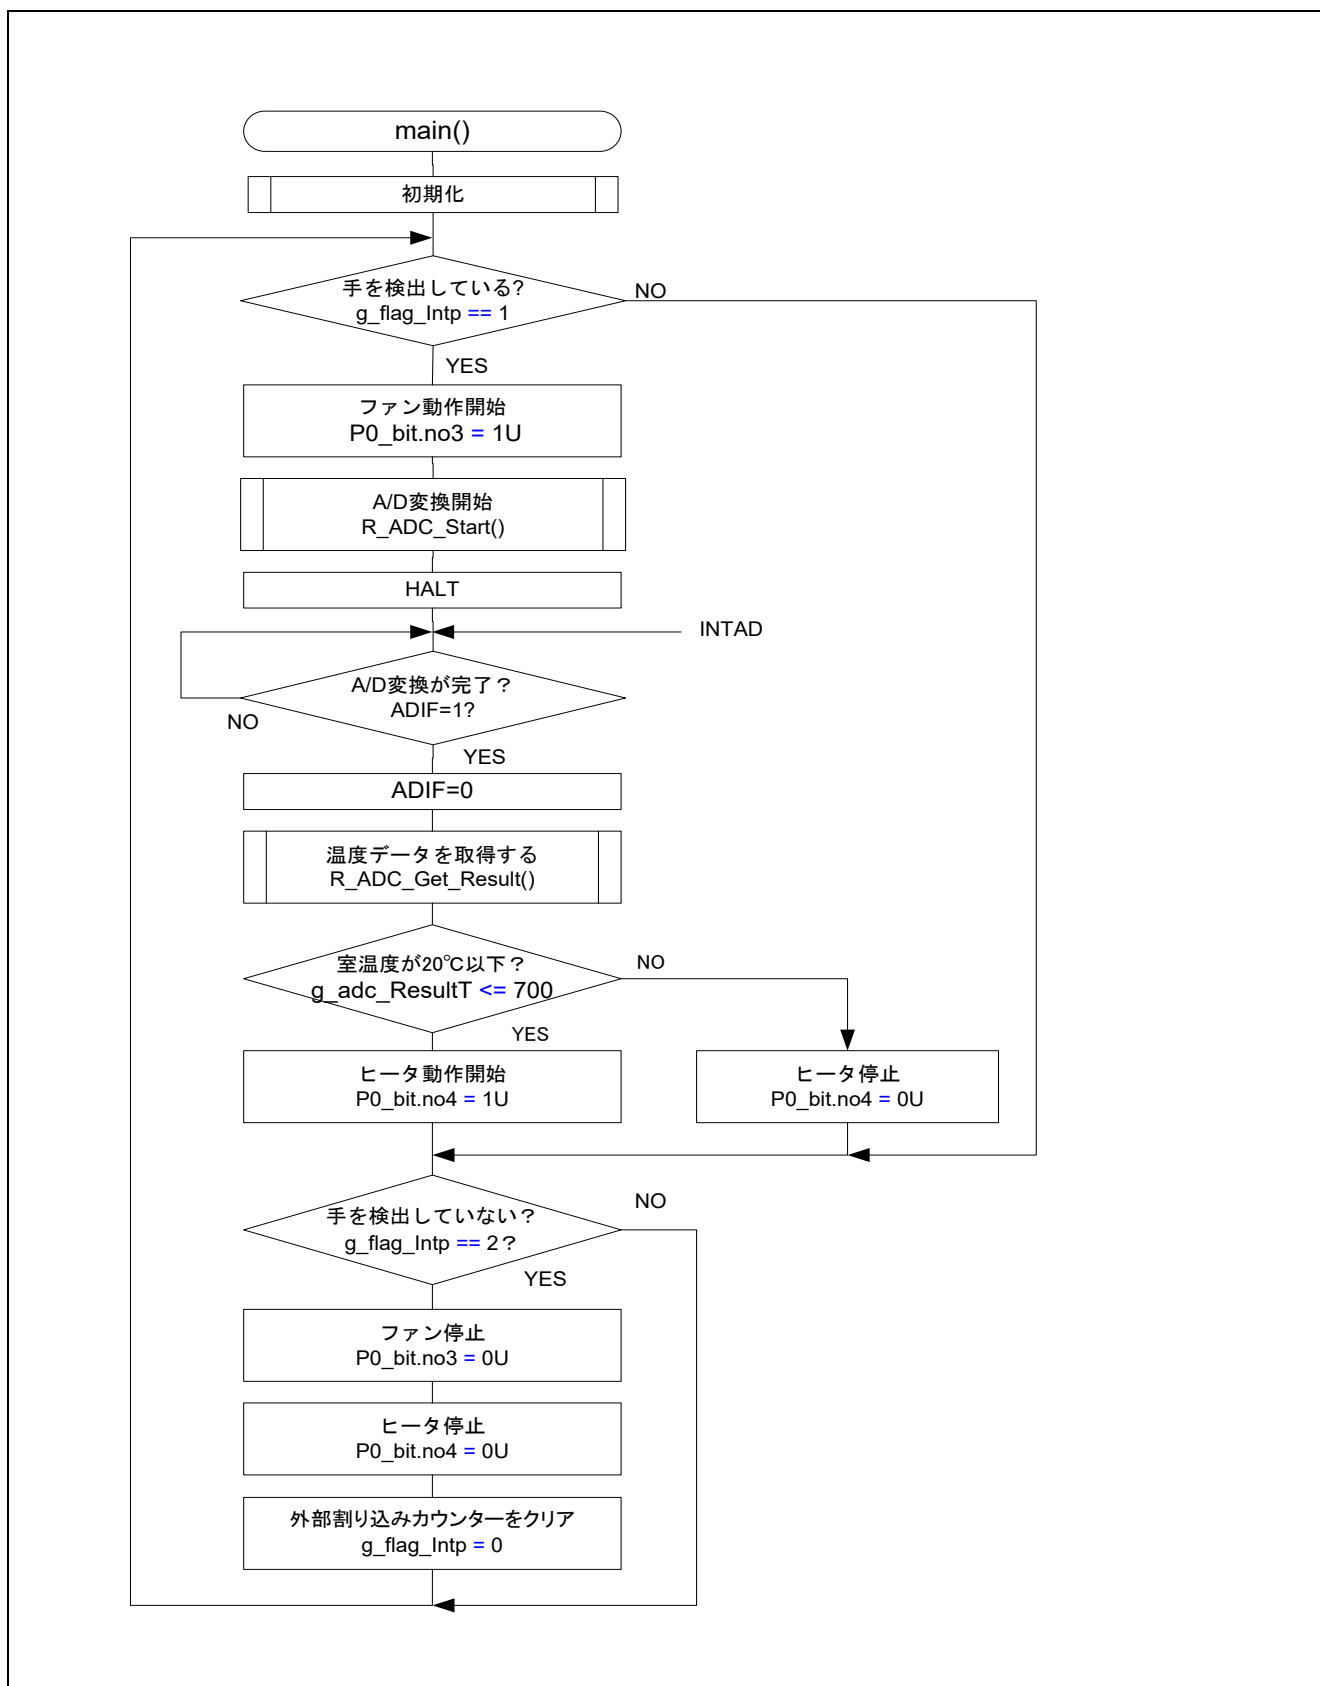 main()
初期化
手を検出している?
g_flag_Intp == 1
NO
YES
ファン動作開始
P0_bit.no3 = 1U
A/D変換開始
R_ADC_Start()
HALT
INTAD
A/D変換が完了？
ADIF=1?
NO
YES
ADIF=0
温度データを取得する
R_ADC_Get_Result()
室温度が20℃以下？
g_adc_ResultT <= 700
NO
YES
ヒータ動作開始
P0_bit.no4 = 1U
ヒータ停止
P0_bit.no4 = 0U
手を検出していない？
g_flag_Intp == 2？
NO
YES
ファン停止
P0_bit.no3 = 0U
ヒータ停止
P0_bit.no4 = 0U
外部割り込みカウンターをクリア
g_flag_Intp = 0